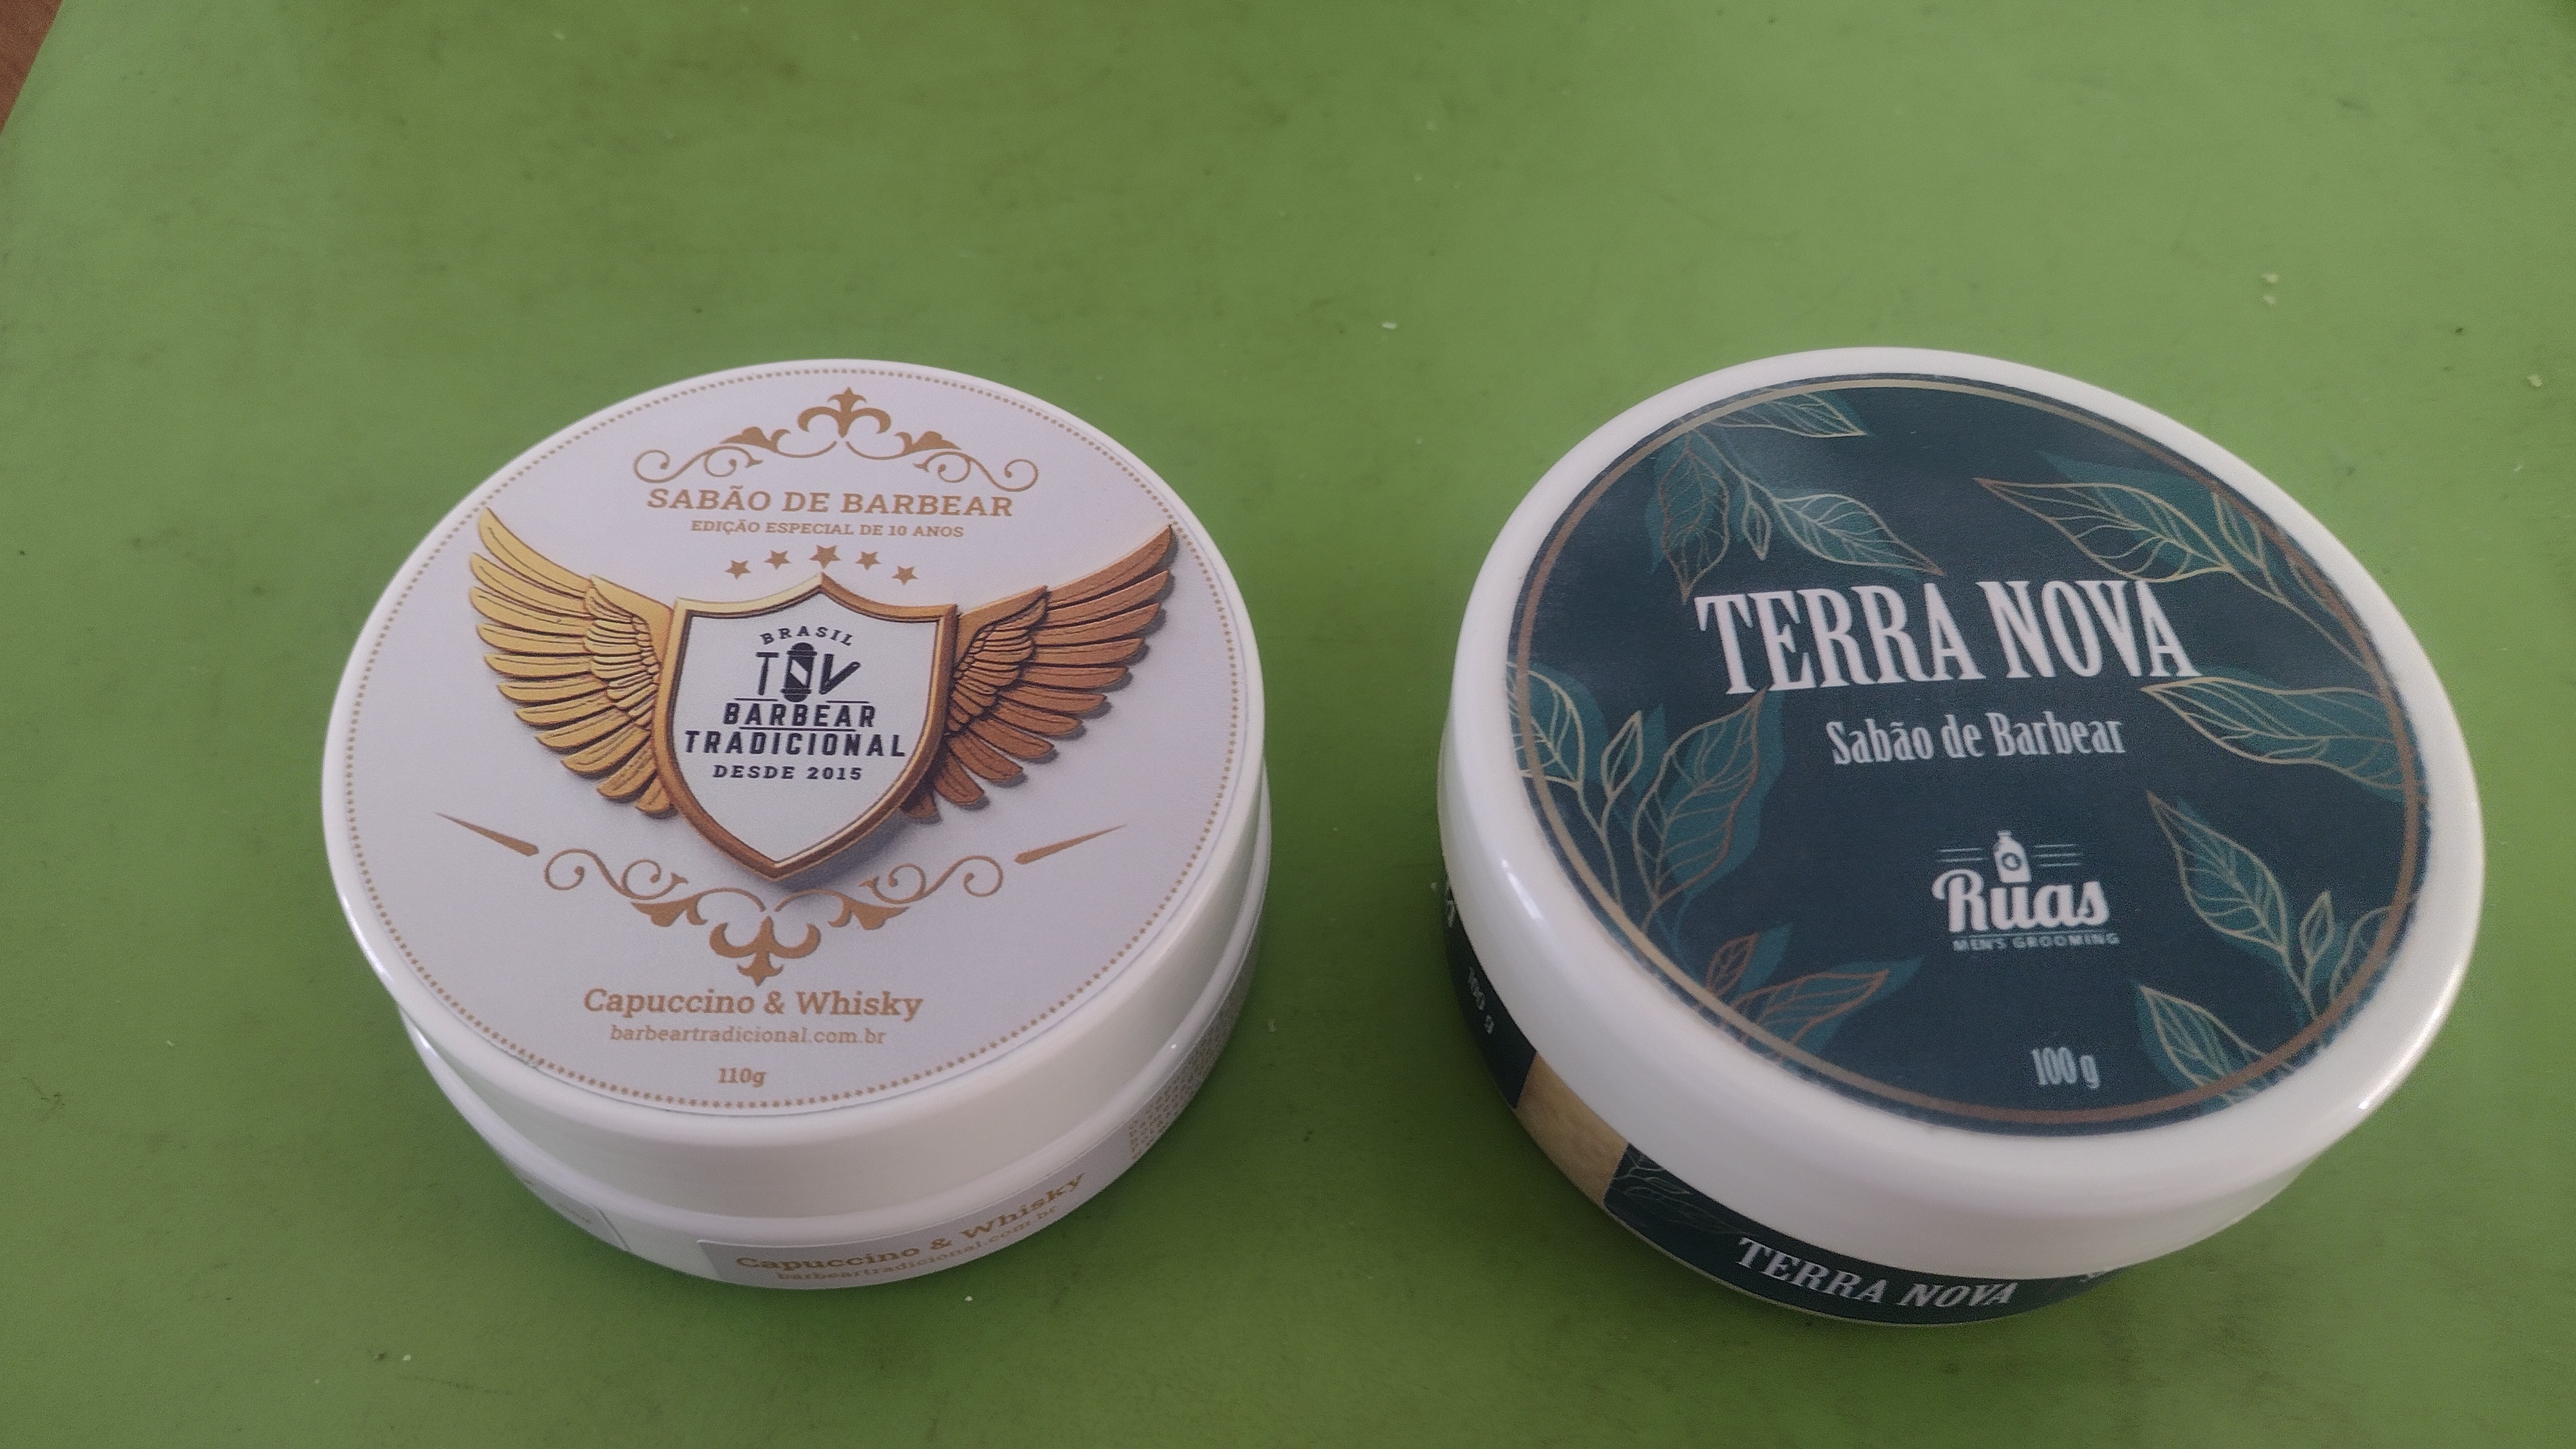 SABÃO DE BARBEAR
EDIÇÃO ESPECIAL DE 10 ANOS
BRASIL
BARBEAR
TRADICIONAL
DESDE 2015
Capuccino & Whisky
barbeartradicional.com.br
110g
Capuccino & Whisky
barbeartradicional.com.br
TERRA NOVA
Sabão de Barbear
Ruas
MEN'S GROOMING
100 g
100 g
TERRA NOVA